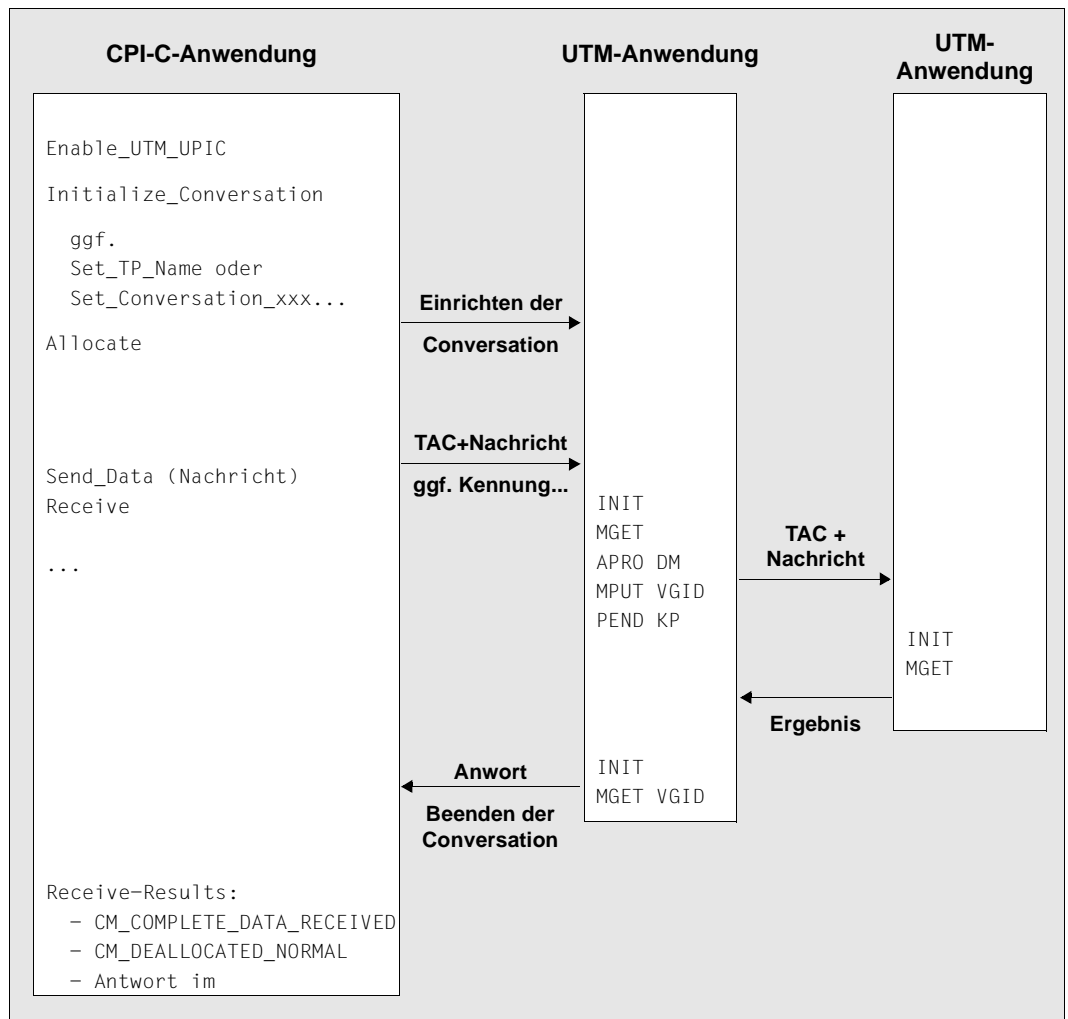 CPI-C-Anwendung
UTM-Anwendung
UTM-
Anwendung
Enable_UTM_UPIC
Initialize_Conversation
ggf.
Set_TP_Name oder
Set_Conversation_xxx...
Allocate
Einrichten der
Conversation
TAC+Nachricht
ggf. Kennung...
Send_Data (Nachricht)
Receive
...
INIT
MGET
APRO DM
MPUT VGID
PEND KP
TAC +
Nachricht
INIT
MGET
Ergebnis
INIT
MGET VGID
Anwort
Beenden der
Conversation
Receive-Results:
– CM_COMPLETE_DATA_RECEIVED
– CM_DEALLOCATED_NORMAL
– Antwort im